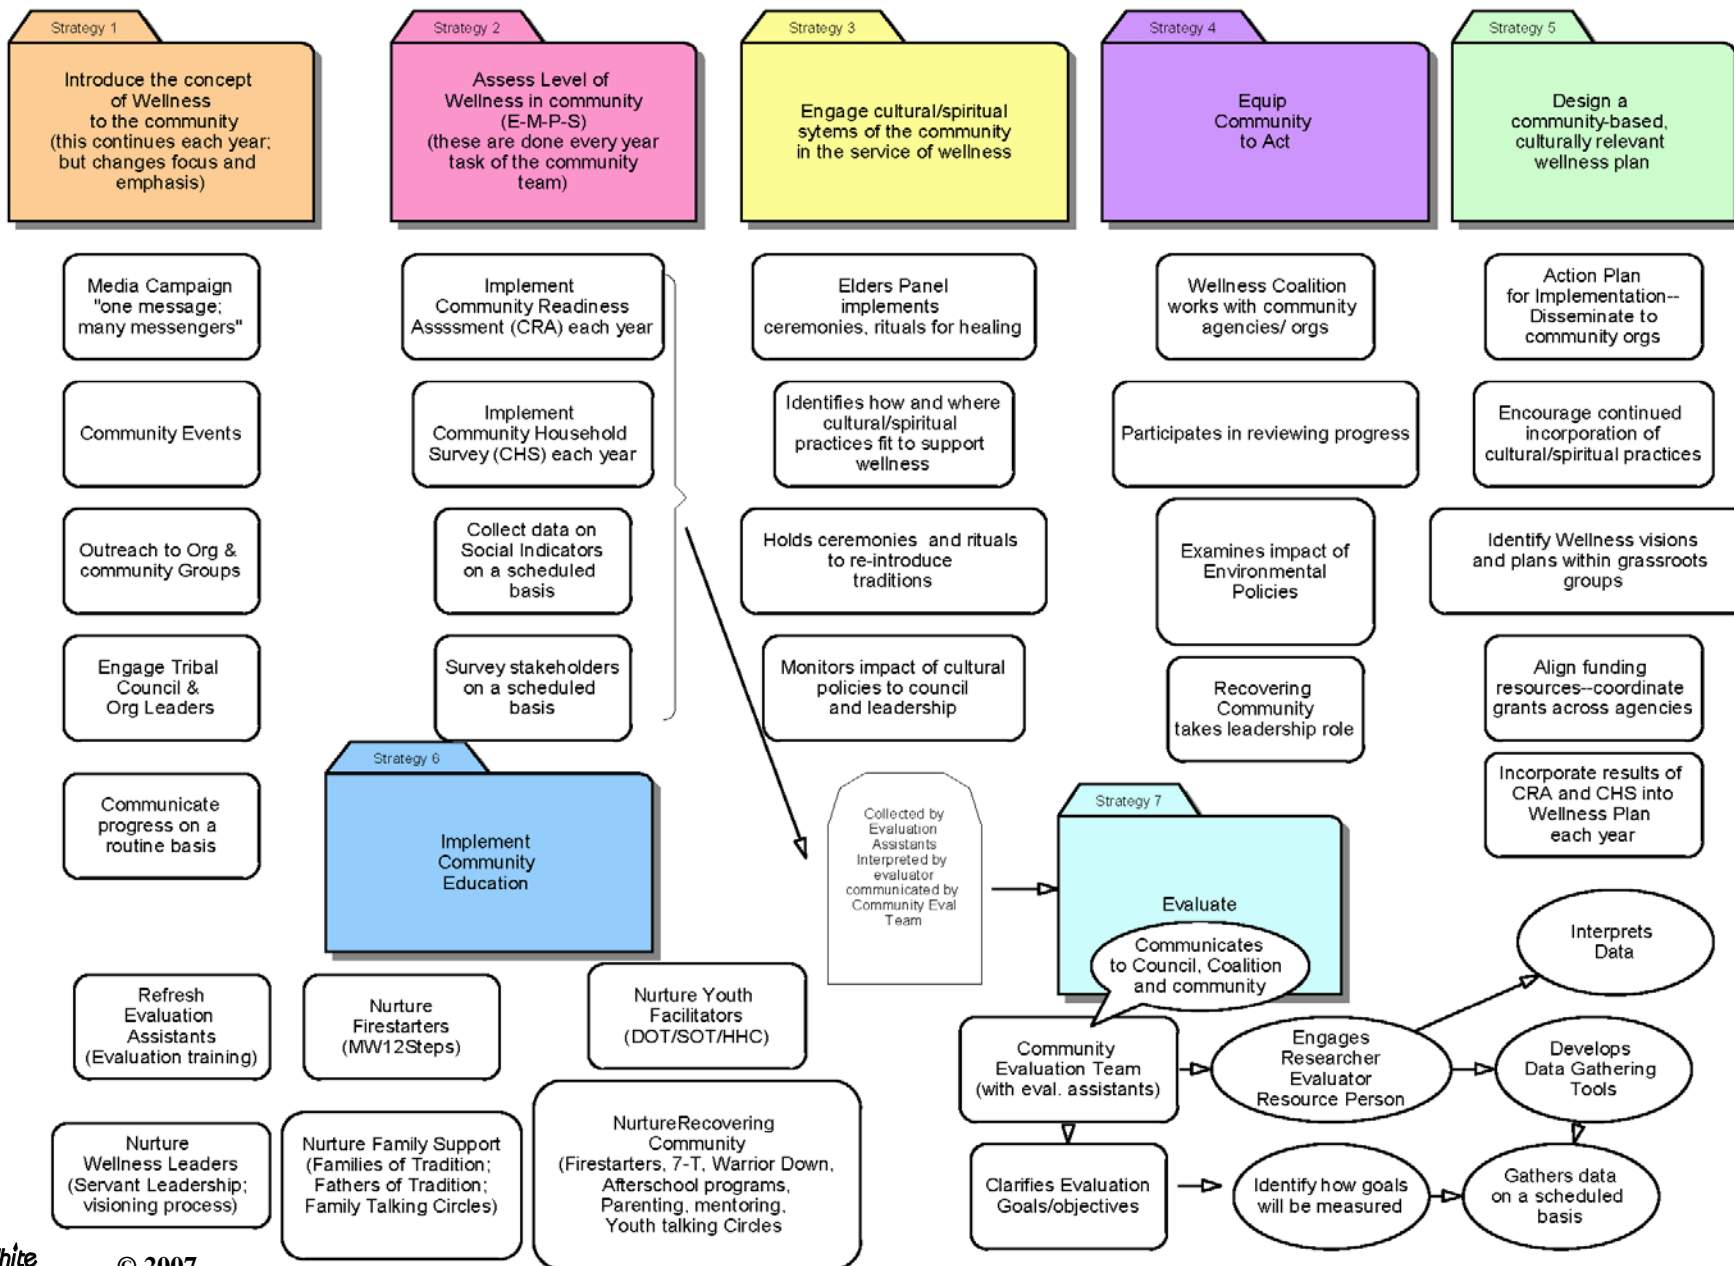 Strategy 1
Introduce the concept
of Wellness
to the community
(this continues each year;
but changes focus and
emphasis)
Media Campaign
"one message;
many messengers"
Community Events
Outreach to Org &
community Groups
Engage Tribal
Council &
Org Leaders
Communicate
progress on a
routine basis
Strategy 2
Assess Level of
Wellness in community
(E-M-P-S)
(these are done every year
task of the community
team)
Implement
Community Readiness
Asssment (CRA) each year
Implement
Community Household
Survey (CHS) each year
Collect data on
Social Indicators
on a scheduled
basis
Survey stakeholders
on a scheduled
basis
Strategy 3
Engage cultural/spiritual
sytems of the community
in the service of wellness
Elders Panel
implements
ceremonies, rituals for healing
Identifies how and where
cultural/spiritual
practices fit to support
wellness
Holds ceremonies and rituals
to re-introduce
traditions
Monitors impact of cultural
policies to council
and leadership
Strategy 4
Equip
Community
to Act
Wellness Coalition
works with community
agencies/ orgs
Participates in reviewing progress
Examines impact of
Environmental
Policies
Recovering
Community
takes leadership role
Strategy 5
Design a
community-based,
culturally relevant
wellness plan
Action Plan
for Implementation--
Disseminate to
community orgs
Encourage continued
incorporation of
cultural/spiritual practices
Identify Wellness visions
and plans within grassroots
groups
Align funding
resources--coordinate
grants across agencies
Incorporate results of
CRA and CHS into
Wellness Plan
each year
Strategy 6
Implement
Community
Education
Refresh
Evaluation
Assistants
(Evaluation training)
Nurture
Firestarters
(MW12Steps)
Nurture Youth
Facilitators
(DOT/SOT/HHC)
Nurture
Wellness Leaders
(Servant Leadership;
visioning process)
Nurture Family Support
(Families of Tradition;
Fathers of Tradition;
Family Talking Circles)
NurtureRecovering
Community
(Firestarters, 7-T, Warrior Down,
Afterschool programs,
Parenting, mentoring,
Youth talking Circles
Collected by
Evaluation
Assistants
Interpreted by
evaluator
communicated by
Community Eval
Team
Strategy 7
Evaluate
Communicates
to Council, Coalition
and community
Community
Evaluation Team
(with eval. assistants)
Engages
Researcher
Evaluator
Resource Person
Interprets
Data
Develops
Data Gathering
Tools
Clarifies Evaluation
Goals/objectives
Identify how goals
will be measured
Gathers data
on a scheduled
basis
© 2007